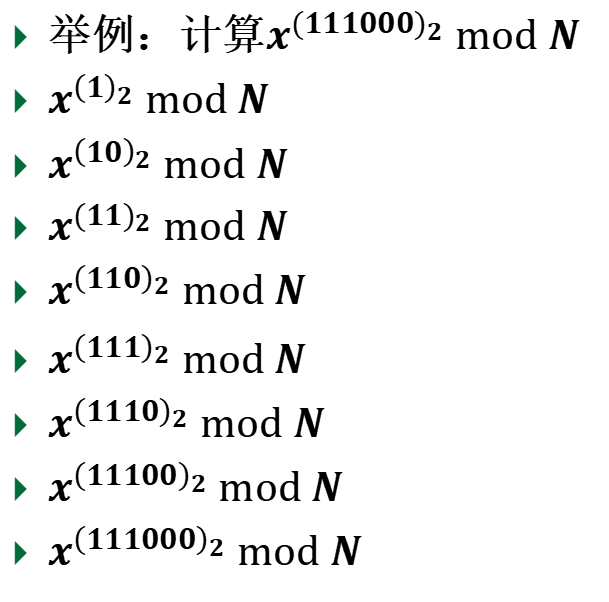 举例：计算x^(111000)₂ mod N
x^(1)₂ mod N
x^(10)₂ mod N
x^(11)₂ mod N
x^(110)₂ mod N
x^(111)₂ mod N
x^(1110)₂ mod N
x^(11100)₂ mod N
x^(111000)₂ mod N